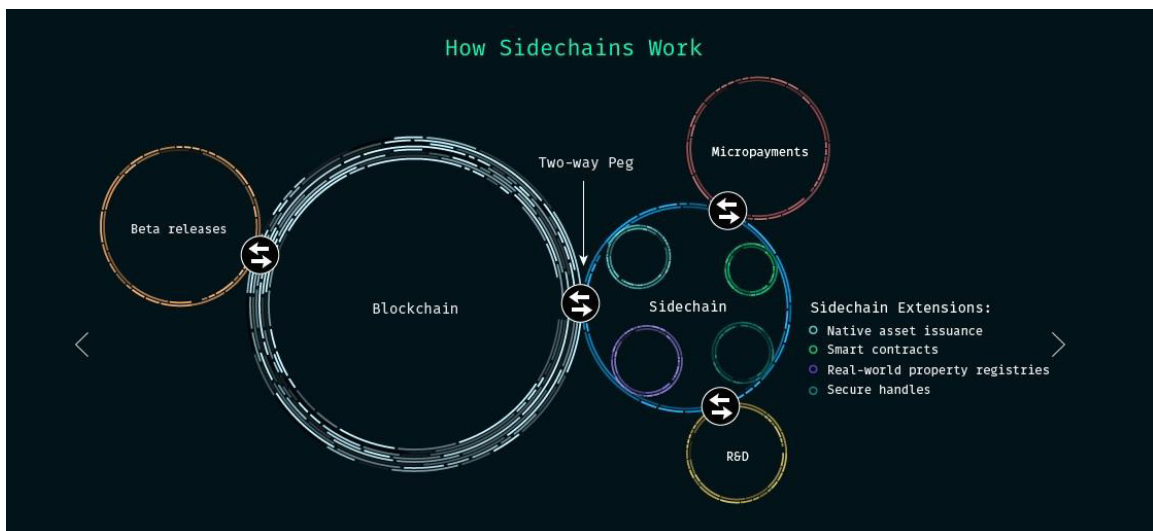 How Sidechains Work
Two-way Peg
Micropayments
Beta releases
Blockchain
Sidechain
Sidechain Extensions:
Native asset issuance
Smart contracts
Real-world property registries
Secure handles
R&D